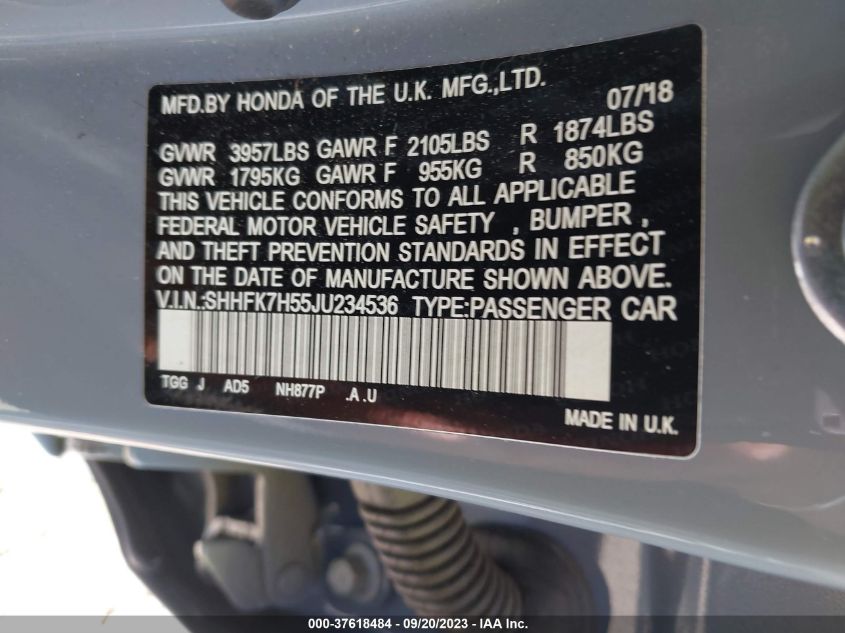 MFD.BY HONDA OF THE U.K. MFG.,LTD. 07/18
GVWR 3957LBS GAWR F 2105LBS R 1874LBS
GVWR 1795KG GAWR F 955KG R 850KG
THIS VEHICLE CONFORMS TO ALL APPLICABLE
FEDERAL MOTOR VEHICLE SAFETY , BUMPER ,
AND THEFT PREVENTION STANDARDS IN EFFECT
ON THE DATE OF MANUFACTURE SHOWN ABOVE.
V.I.N.:SHHFK7H55JU234536 TYPE:PASSENGER CAR
TGG J AD5 NH877P .A .U
MADE IN U.K.
000-37618484 - 09/20/2023 - IAA Inc.